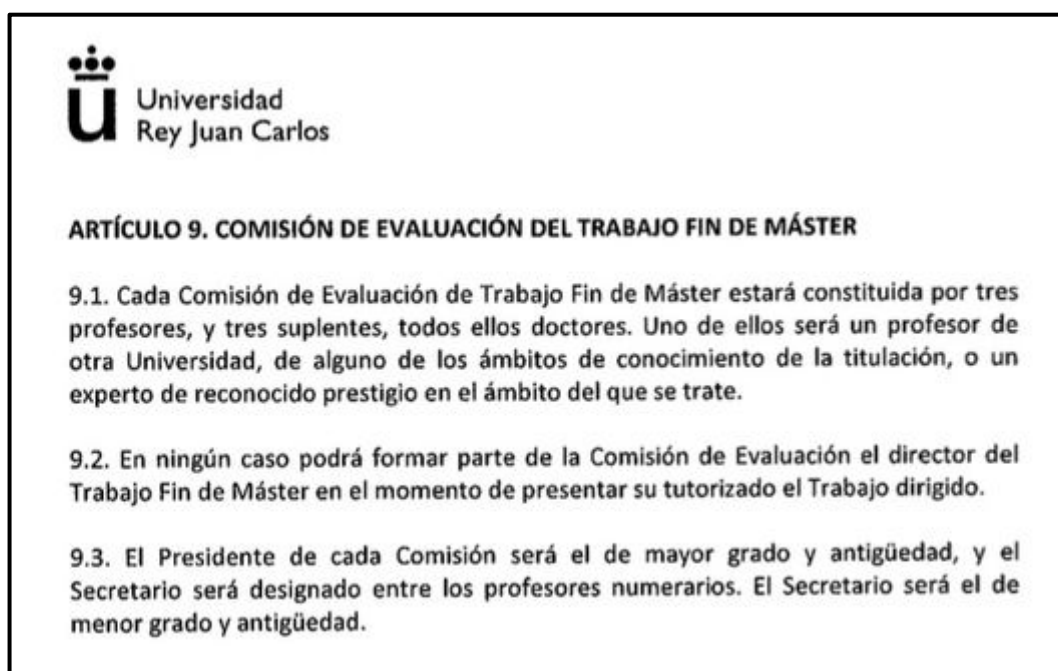 Universidad
Rey Juan Carlos
ARTÍCULO 9. COMISIÓN DE EVALUACIÓN DEL TRABAJO FIN DE MÁSTER
9.1. Cada Comisión de Evaluación de Trabajo Fin de Máster estará constituida por tres
profesores, y tres suplentes, todos ellos doctores. Uno de ellos será un profesor de
otra Universidad, de alguno de los ámbitos de conocimiento de la titulación, o un
experto de reconocido prestigio en el ámbito del que se trate.
9.2. En ningún caso podrá formar parte de la Comisión de Evaluación el director del
Trabajo Fin de Máster en el momento de presentar su tutorizado el Trabajo dirigido.
9.3. El Presidente de cada Comisión será el de mayor grado y antigüedad, y el
Secretario será designado entre los profesores numerarios. El Secretario será el de
menor grado y antigüedad.